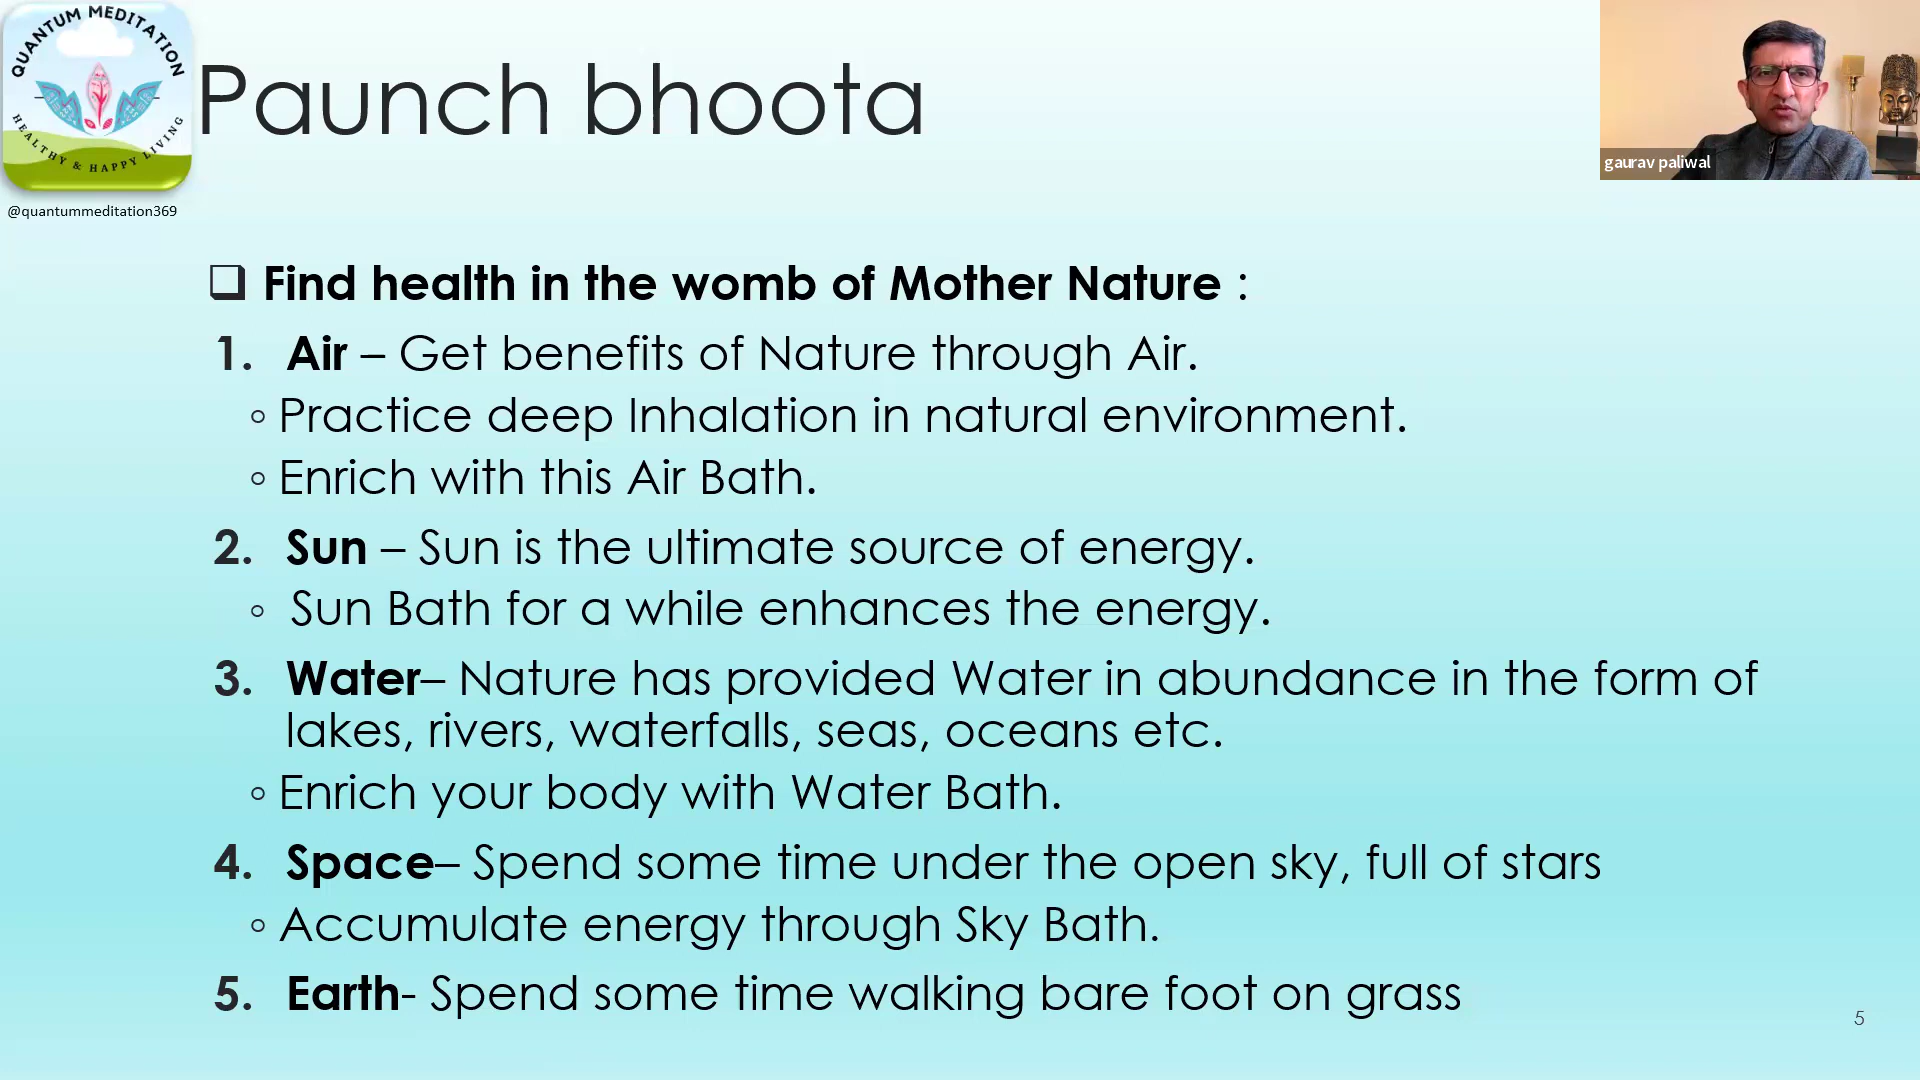 QUANTUM MEDITATION
HEALTHY & HAPPY LIVING
@quantummeditation369
Paunch bhoota
gaurav paliwal
❑ Find health in the womb of Mother Nature :
1. Air – Get benefits of Nature through Air.
◦ Practice deep Inhalation in natural environment.
◦ Enrich with this Air Bath.
2. Sun – Sun is the ultimate source of energy.
◦ Sun Bath for a while enhances the energy.
3. Water– Nature has provided Water in abundance in the form of
lakes, rivers, waterfalls, seas, oceans etc.
◦ Enrich your body with Water Bath.
4. Space– Spend some time under the open sky, full of stars
◦ Accumulate energy through Sky Bath.
5. Earth- Spend some time walking bare foot on grass
5